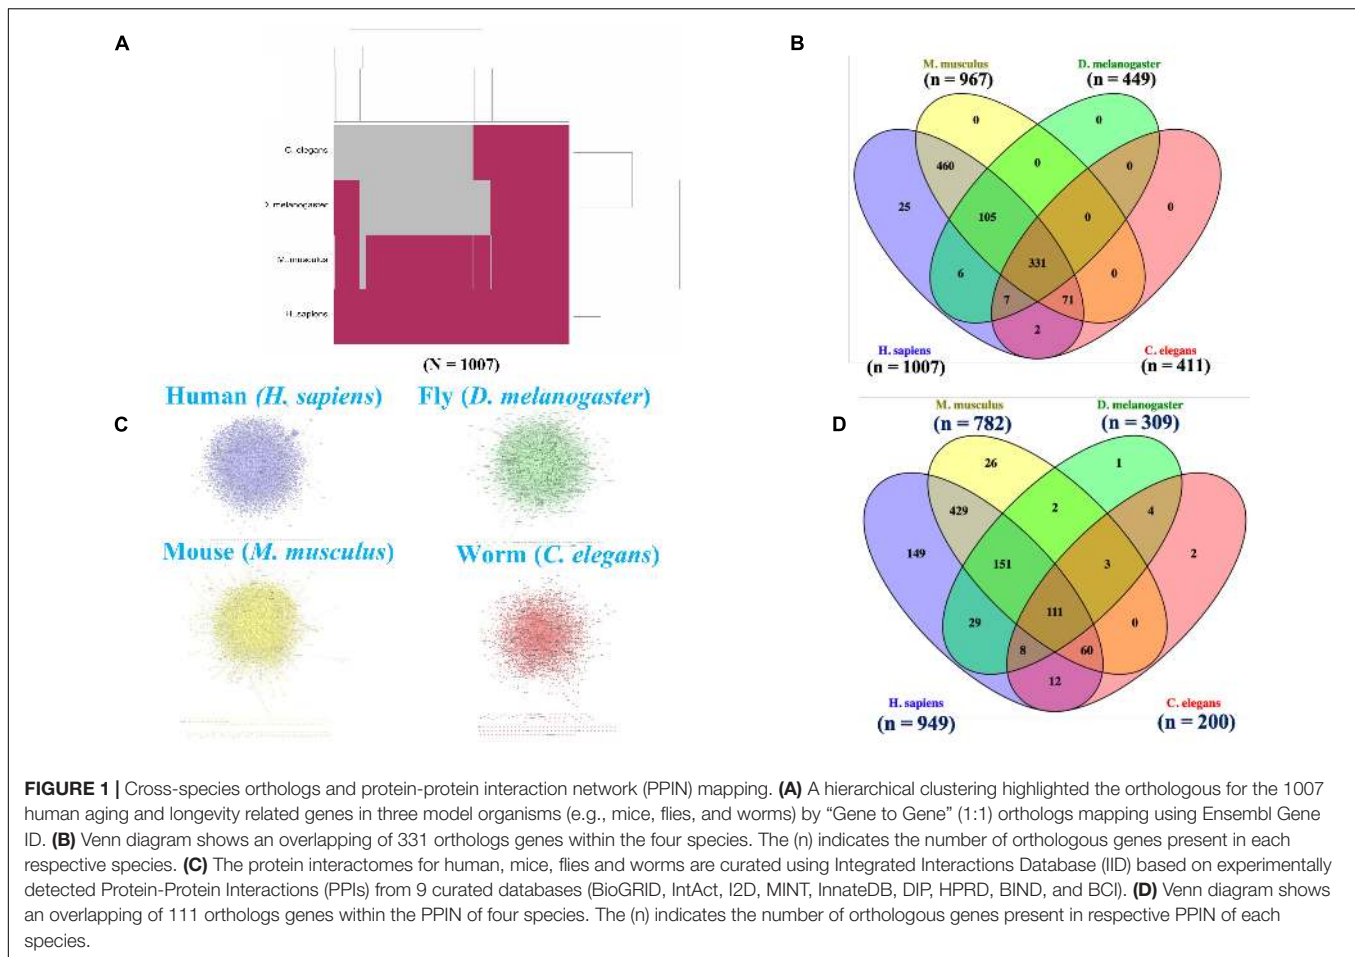 A
C. elegans
D. melanogaster
M. musculus
H. sapiens
(N = 1007)
B
M. musculus
(n = 967)
D. melanogaster
(n = 449)
0
0
460
0
0
25
105
0
0
331
6
0
7
71
2
H. sapiens
(n = 1007)
C. elegans
(n = 411)
C
Human (H. sapiens)
Fly (D. melanogaster)
Mouse (M. musculus)
Worm (C. elegans)
D
M. musculus
(n = 782)
D. melanogaster
(n = 309)
26
1
429
2
4
149
151
3
2
111
29
0
8
60
12
H. sapiens
(n = 949)
C. elegans
(n = 200)
FIGURE 1 | Cross-species orthologs and protein-protein interaction network (PPIN) mapping. (A) A hierarchical clustering highlighted the orthologous for the 1007
human aging and longevity related genes in three model organisms (e.g., mice, flies, and worms) by “Gene to Gene” (1:1) orthologs mapping using Ensembl Gene
ID. (B) Venn diagram shows an overlapping of 331 orthologs genes within the four species. The (n) indicates the number of orthologous genes present in each
respective species. (C) The protein interactomes for human, mice, flies and worms are curated using Integrated Interactions Database (IID) based on experimentally
detected Protein-Protein Interactions (PPIs) from 9 curated databases (BioGRID, IntAct, I2D, MINT, InnateDB, DIP, HPRD, BIND, and BCI). (D) Venn diagram shows
an overlapping of 111 orthologs genes within the PPIN of four species. The (n) indicates the number of orthologous genes present in respective PPIN of each
species.